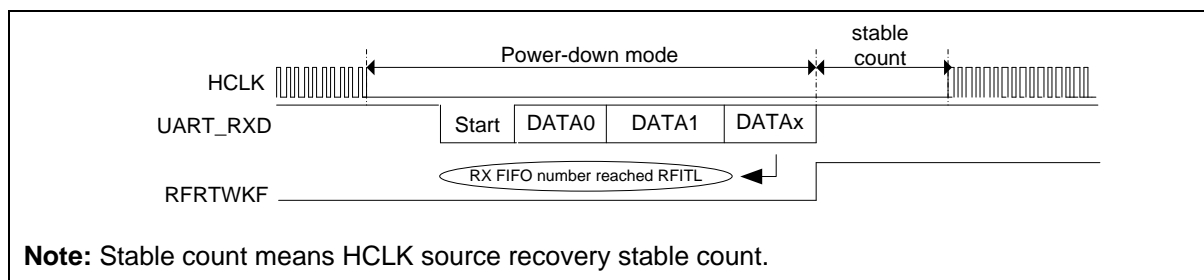 stable
count
Power-down mode
HCLK
UART_RXD
Start DATA0 DATA1 DATAx
RX FIFO number reached RFITL
RFRTWKF
Note: Stable count means HCLK source recovery stable count.